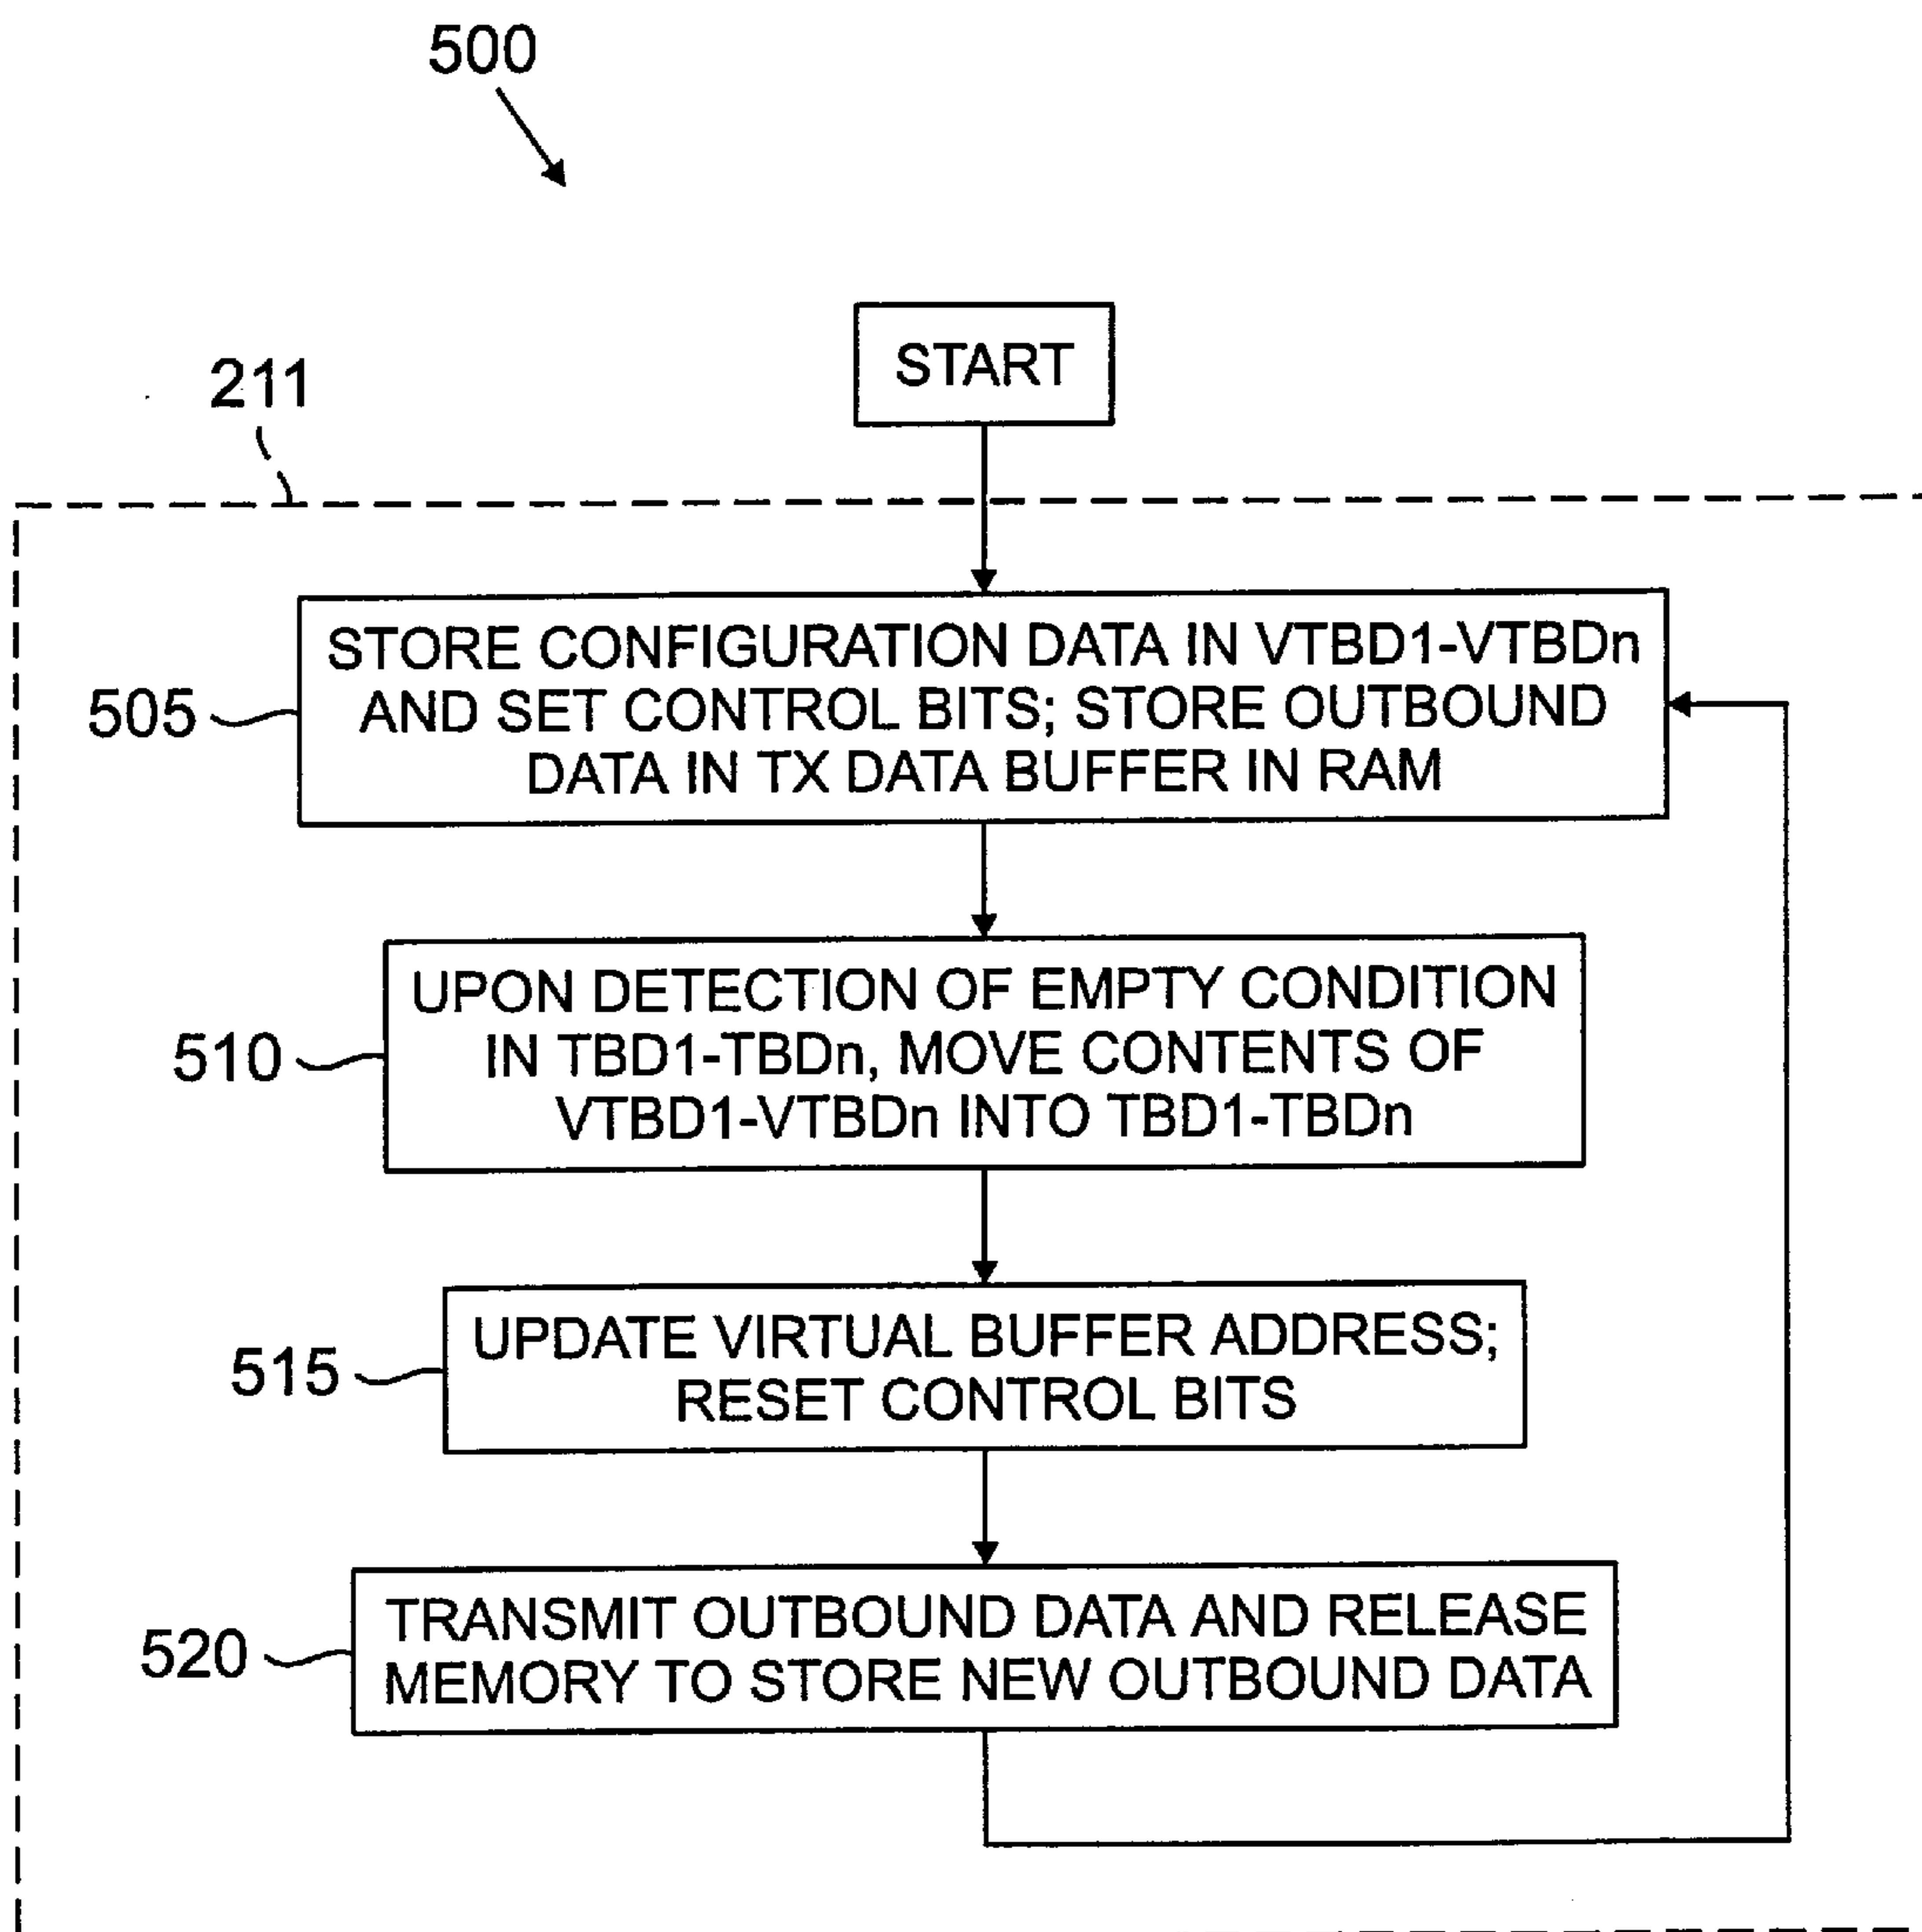 500
START
211
STORE CONFIGURATION DATA IN VTBD1-VTBDn
AND SET CONTROL BITS; STORE OUTBOUND
DATA IN TX DATA BUFFER IN RAM
505
UPON DETECTION OF EMPTY CONDITION
IN TBD1-TBDn, MOVE CONTENTS OF
VTBD1-VTBDn INTO TBD1-TBDn
510
UPDATE VIRTUAL BUFFER ADDRESS;
RESET CONTROL BITS
515
TRANSMIT OUTBOUND DATA AND RELEASE
MEMORY TO STORE NEW OUTBOUND DATA
520